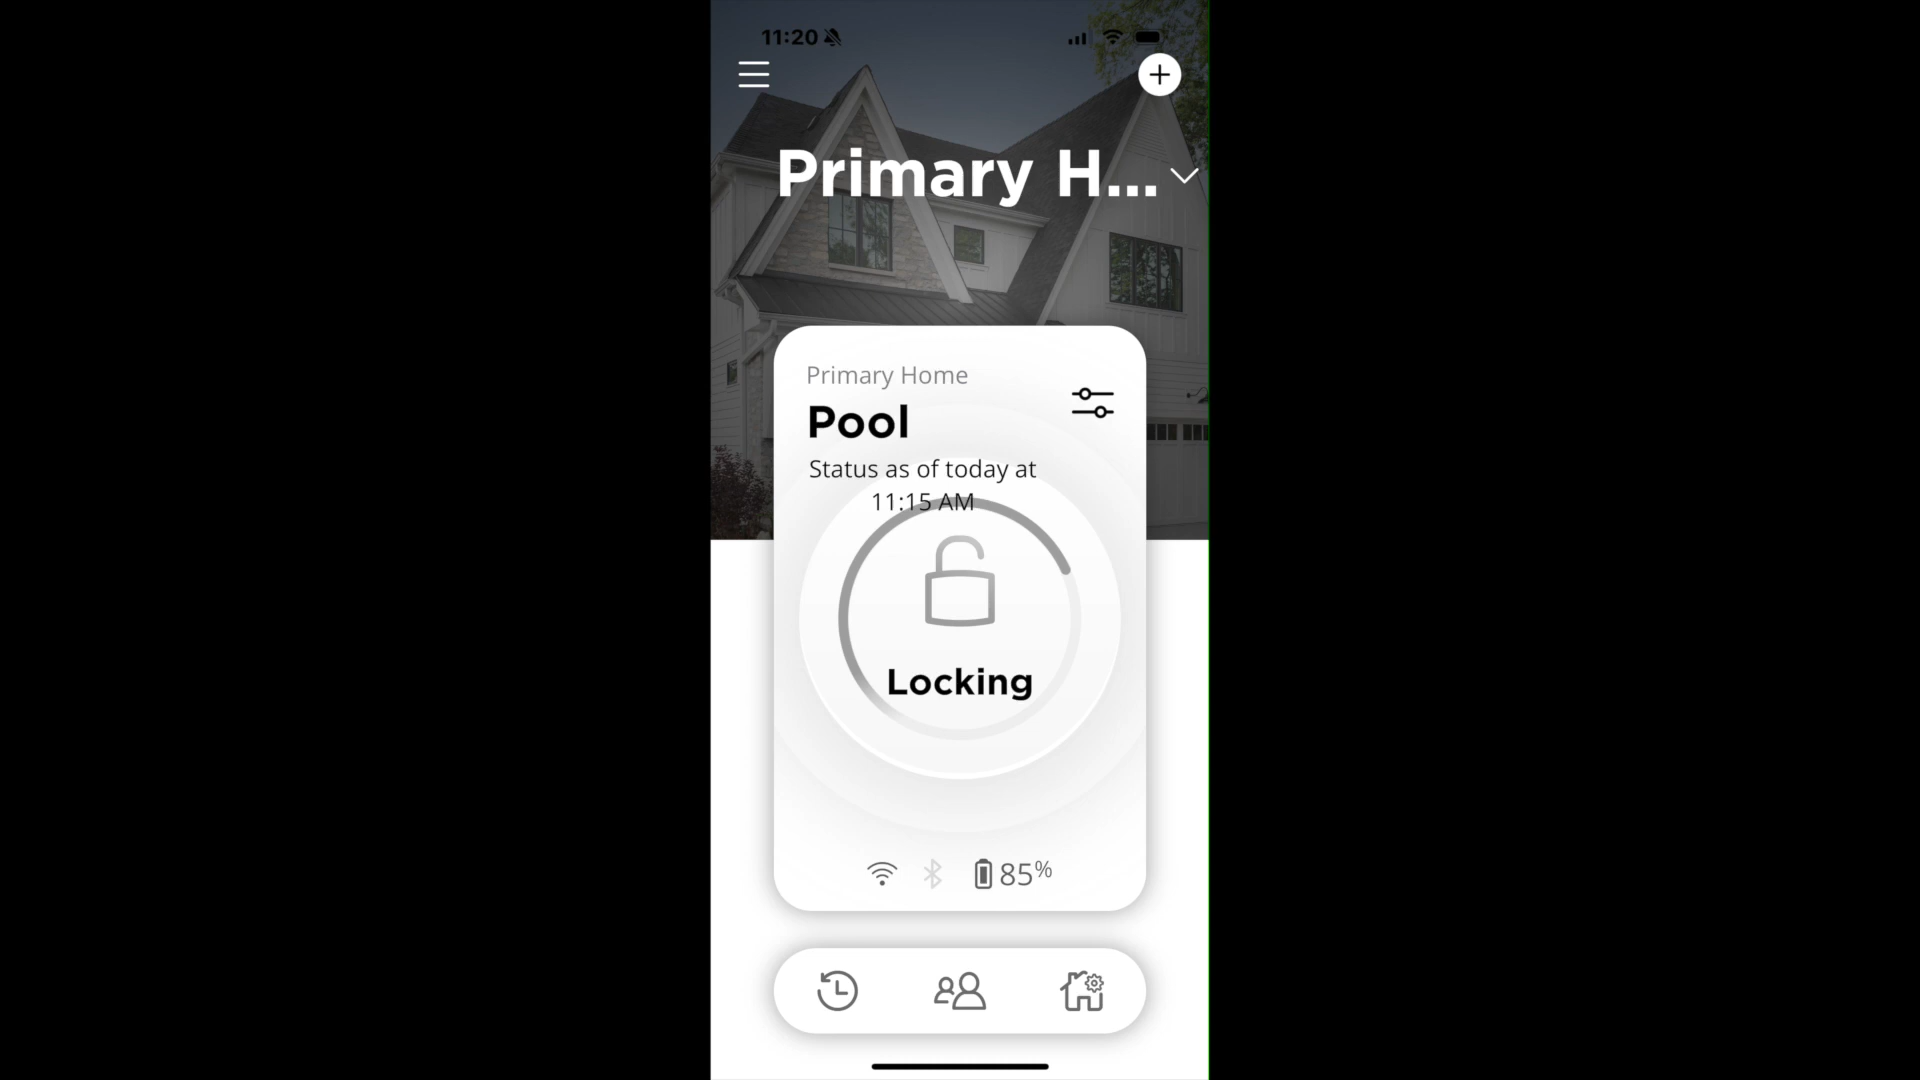 11:20
Primary H...
Primary Home
Pool
Status as of today at
11:15 AM
Locking
85%